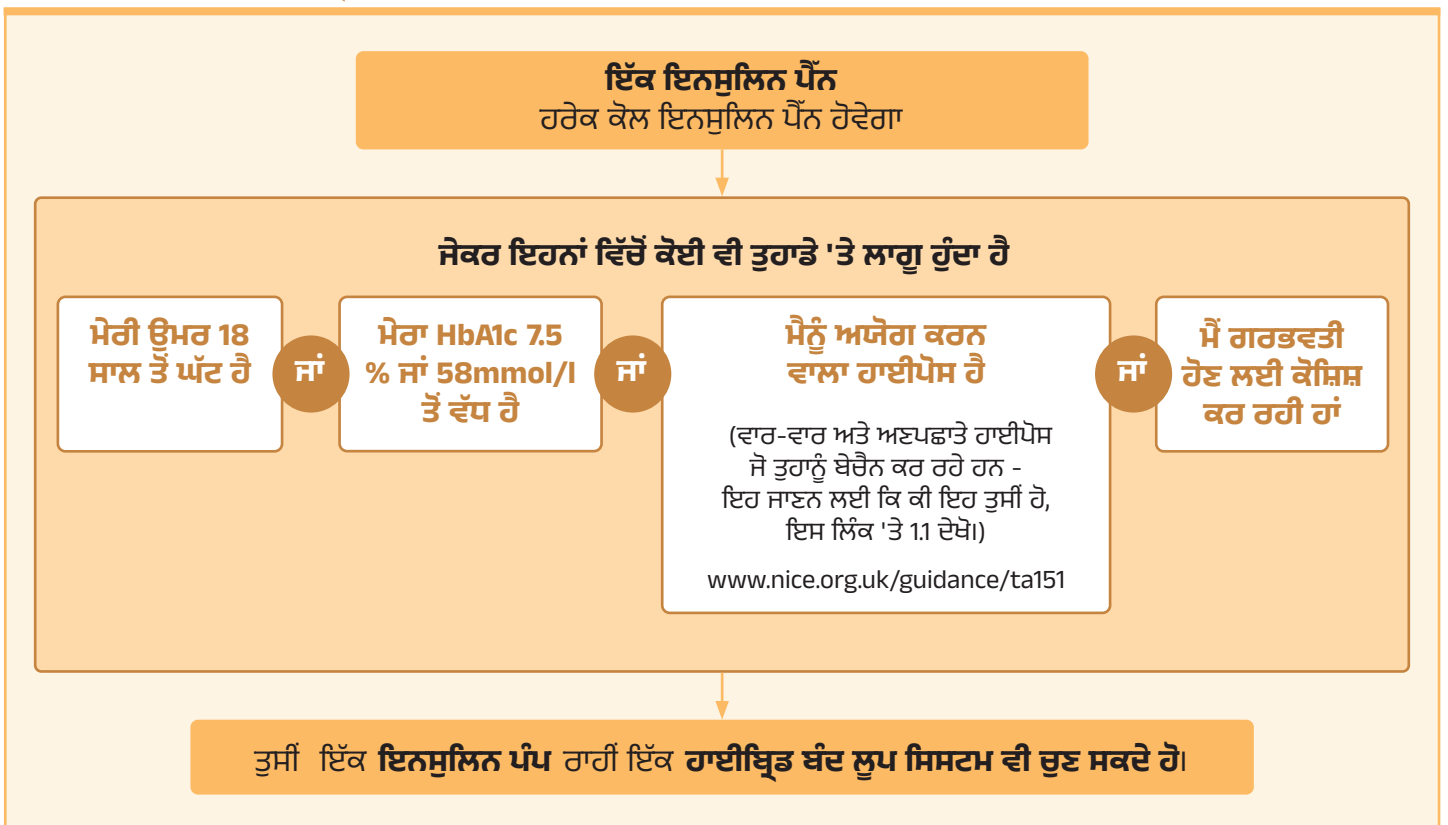 ਇੱਕ ਇਨਸੁਲਿਨ ਪੈੱਨ
ਹਰੇਕ ਕੋਲ ਇਨਸੁਲਿਨ ਪੈੱਨ ਹੋਵੇਗਾ
ਜੇਕਰ ਇਹਨਾਂ ਵਿੱਚੋਂ ਕੋਈ ਵੀ ਤੁਹਾਡੇ 'ਤੇ ਲਾਗੂ ਹੁੰਦਾ ਹੈ
ਮੇਰੀ ਉਮਰ 18
ਸਾਲ ਤੋਂ ਘੱਟ ਹੈ
ਜਾਂ
ਮੇਰਾ HbA1c 7.5
% ਜਾਂ 58mmol/l
ਤੋਂ ਵੱਧ ਹੈ
ਜਾਂ
ਮੈਨੂੰ ਅਯੋਗ ਕਰਨ
ਵਾਲਾ ਹਾਈਪੋਸ ਹੈ
(ਵਾਰ-ਵਾਰ ਅਤੇ ਅਣਪਛਾਤੇ ਹਾਈਪੋਸ
ਜੋ ਤੁਹਾਨੂੰ ਬੇਚੈਨ ਕਰ ਰਹੇ ਹਨ -
ਇਹ ਜਾਣਨ ਲਈ ਕਿ ਕੀ ਇਹ ਤੁਸੀਂ ਹੋ,
ਇਸ ਲਿੰਕ 'ਤੇ 1.1 ਦੇਖੋ।)
www.nice.org.uk/guidance/ta151
ਜਾਂ
ਮੈਂ ਗਰਭਵਤੀ
ਹੋਣ ਲਈ ਕੋਸ਼ਿਸ਼
ਕਰ ਰਹੀ ਹਾਂ
ਤੁਸੀਂ ਇੱਕ ਇਨਸੁਲਿਨ ਪੰਪ ਰਾਹੀਂ ਇੱਕ ਹਾਈਬ੍ਰਿਡ ਬੰਦ ਲੂਪ ਸਿਸਟਮ ਵੀ ਚੁਣ ਸਕਦੇ ਹੋ।